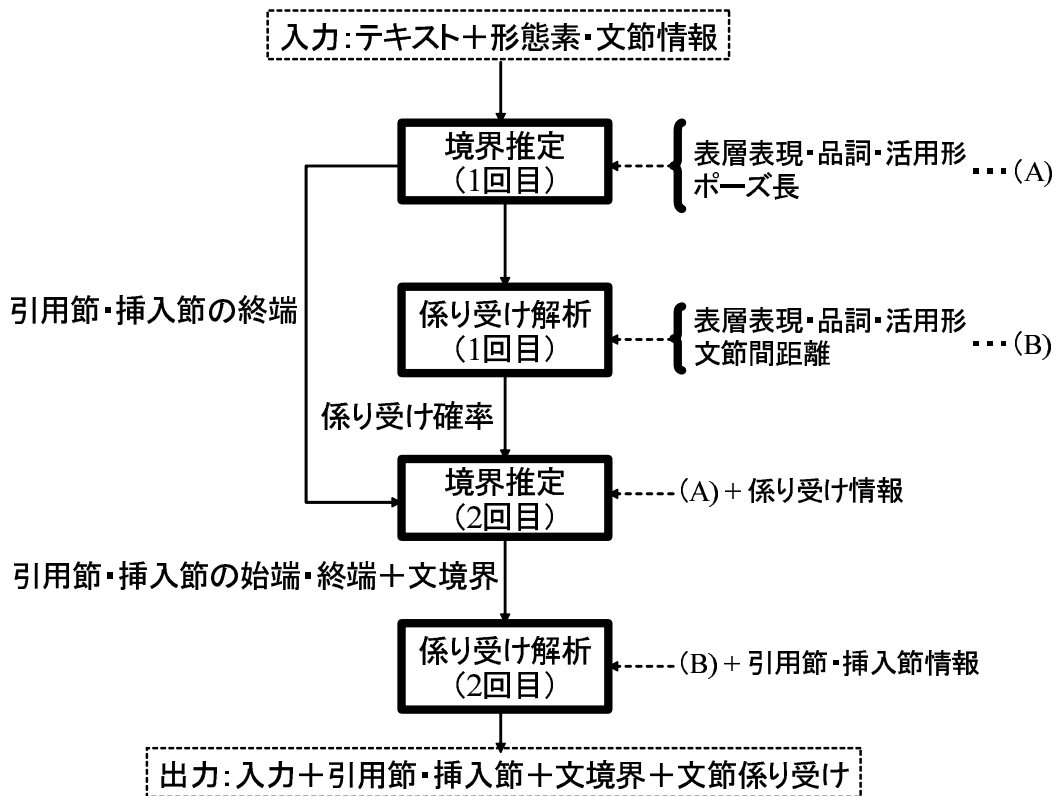 入力：テキスト＋形態素・文節情報
境界推定
(1回目)
表層表現・品詞・活用形
ポーズ長
・・・(A)
引用節・挿入節の終端
係り受け解析
(1回目)
表層表現・品詞・活用形
文節間距離
・・・(B)
係り受け確率
境界推定
(2回目)
(A) + 係り受け情報
引用節・挿入節の始端・終端＋文境界
係り受け解析
(2回目)
(B) + 引用節・挿入節情報
出力：入力＋引用節・挿入節＋文境界＋文節係り受け